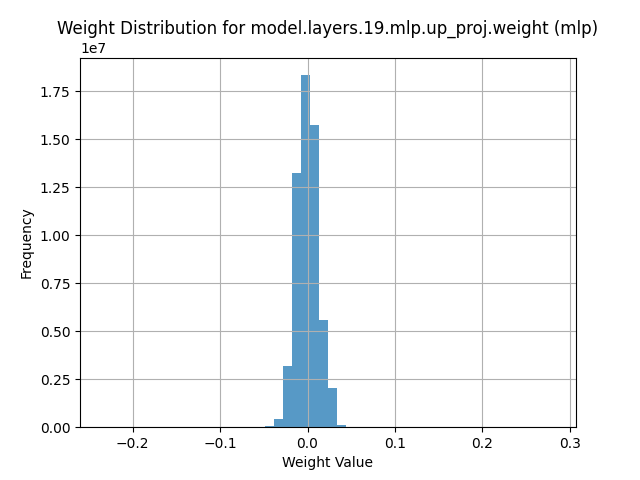 Weight Distribution for model.layers.19.mlp.up_proj.weight (mlp)
1e7
1.75
1.50
1.25
1.00
0.75
0.50
0.25
0.00
Frequency
−0.2 −0.1 0.0 0.1 0.2 0.3
Weight Value